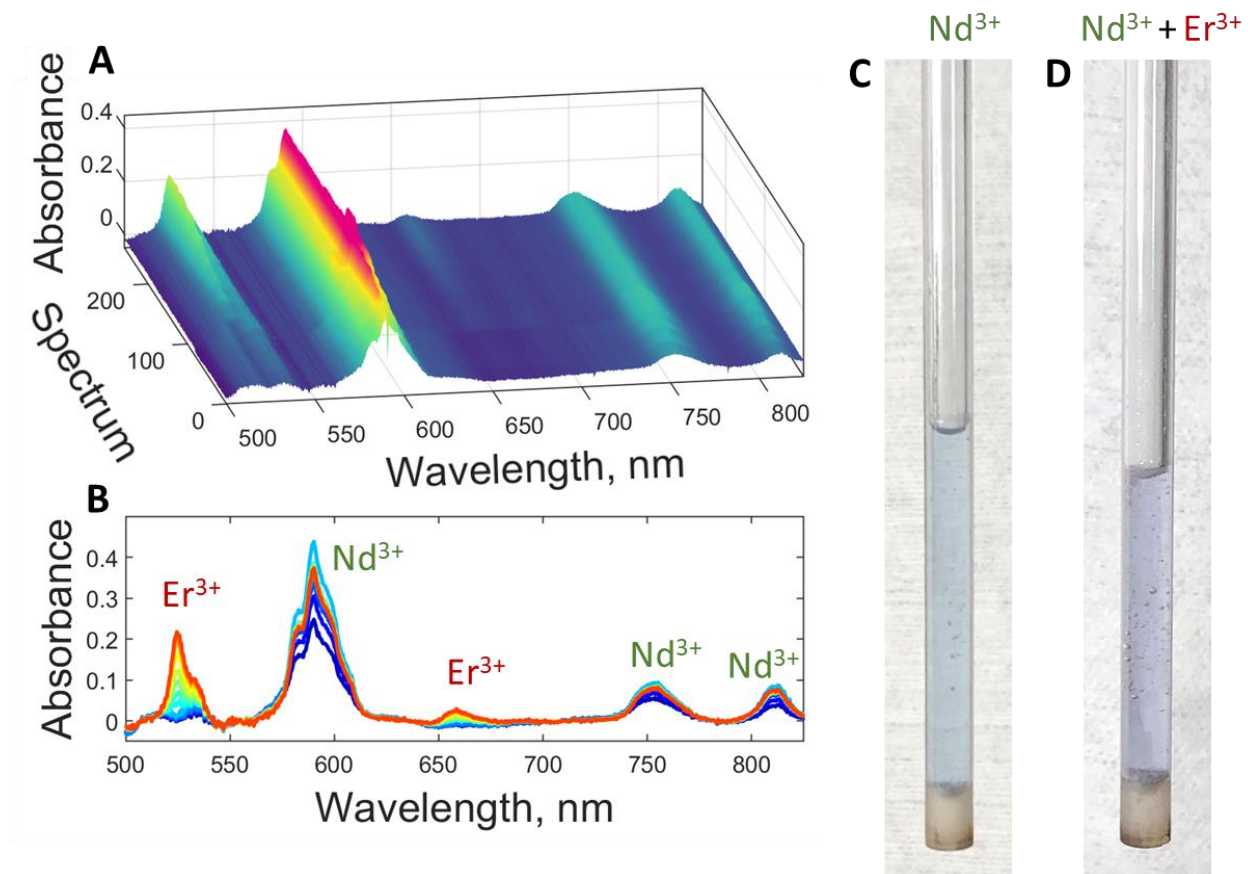 Nd³⁺
Nd³⁺ + Er³⁺
A
C
D
Absorbance
0.4
0.2
0
Spectrum
200
100
0
500
550
600
650
700
750
800
Wavelength, nm
B
Absorbance
0.4
0.3
0.2
0.1
0
Er³⁺
Nd³⁺
Er³⁺
Nd³⁺
Nd³⁺
500
550
600
650
700
750
800
Wavelength, nm